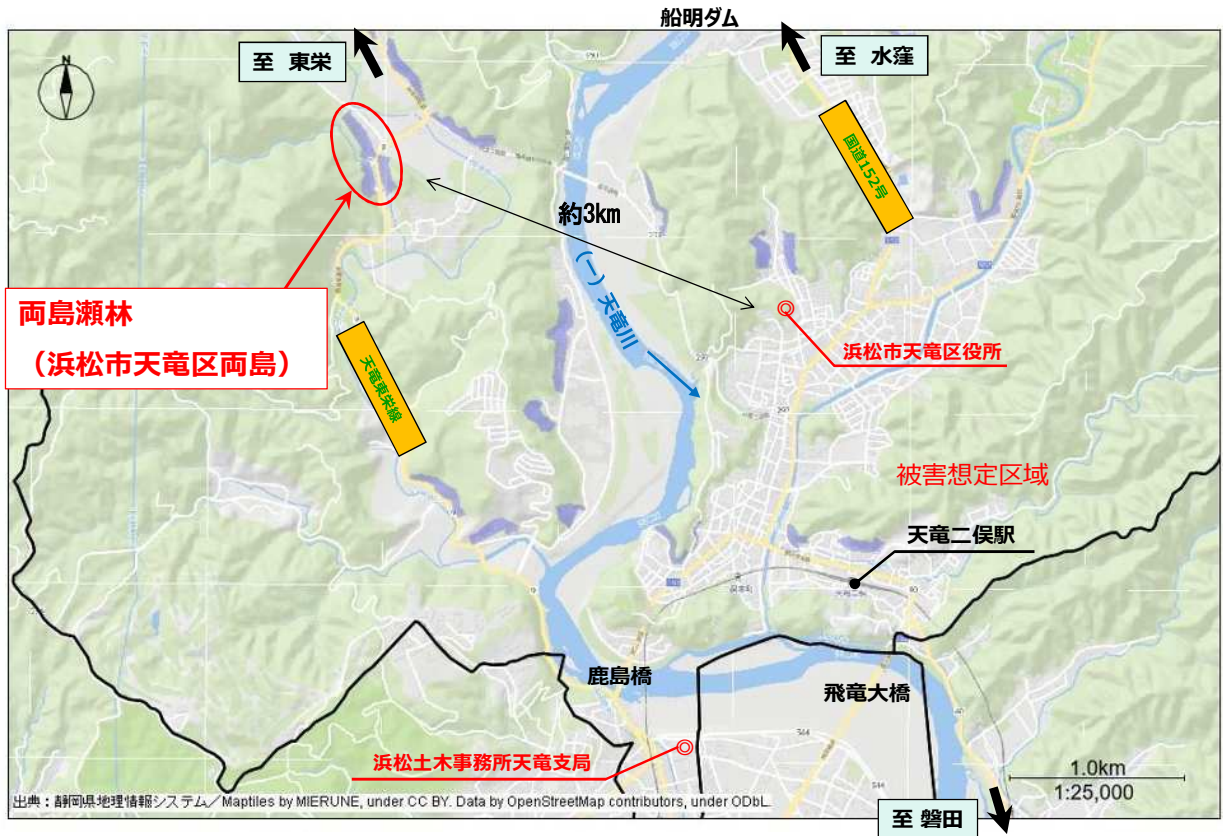 船明ダム
至 東栄
至 水窪
国道152号
約3km
(一)天竜川
両島瀬林
(浜松市天竜区両島)
天竜東栄線
浜松市天竜区役所
被害想定区域
天竜二俣駅
鹿島橋
飛竜大橋
浜松土木事務所天竜支局
344
1.0km
1:25,000
出典:静岡県地理情報システム/Maptiles by MIERUNE, under CC BY. Data by OpenStreetMap contributors, under ODbL.
至 磐田